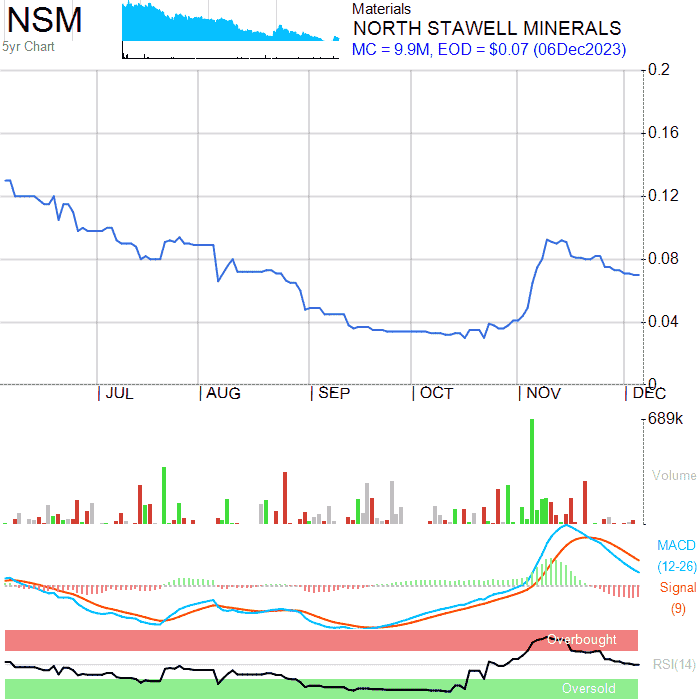 NSM
5yr Chart
Materials
NORTH STAWELL MINERALS
MC = 9.9M, EOD = $0.07 (06Dec2023)
0.2
0.16
0.12
0.08
0.04
0
JUL AUG SEP OCT NOV DEC
689k
Volume
MACD
(12-26)
Signal
(9)
Overbought
RSI(14)
Oversold